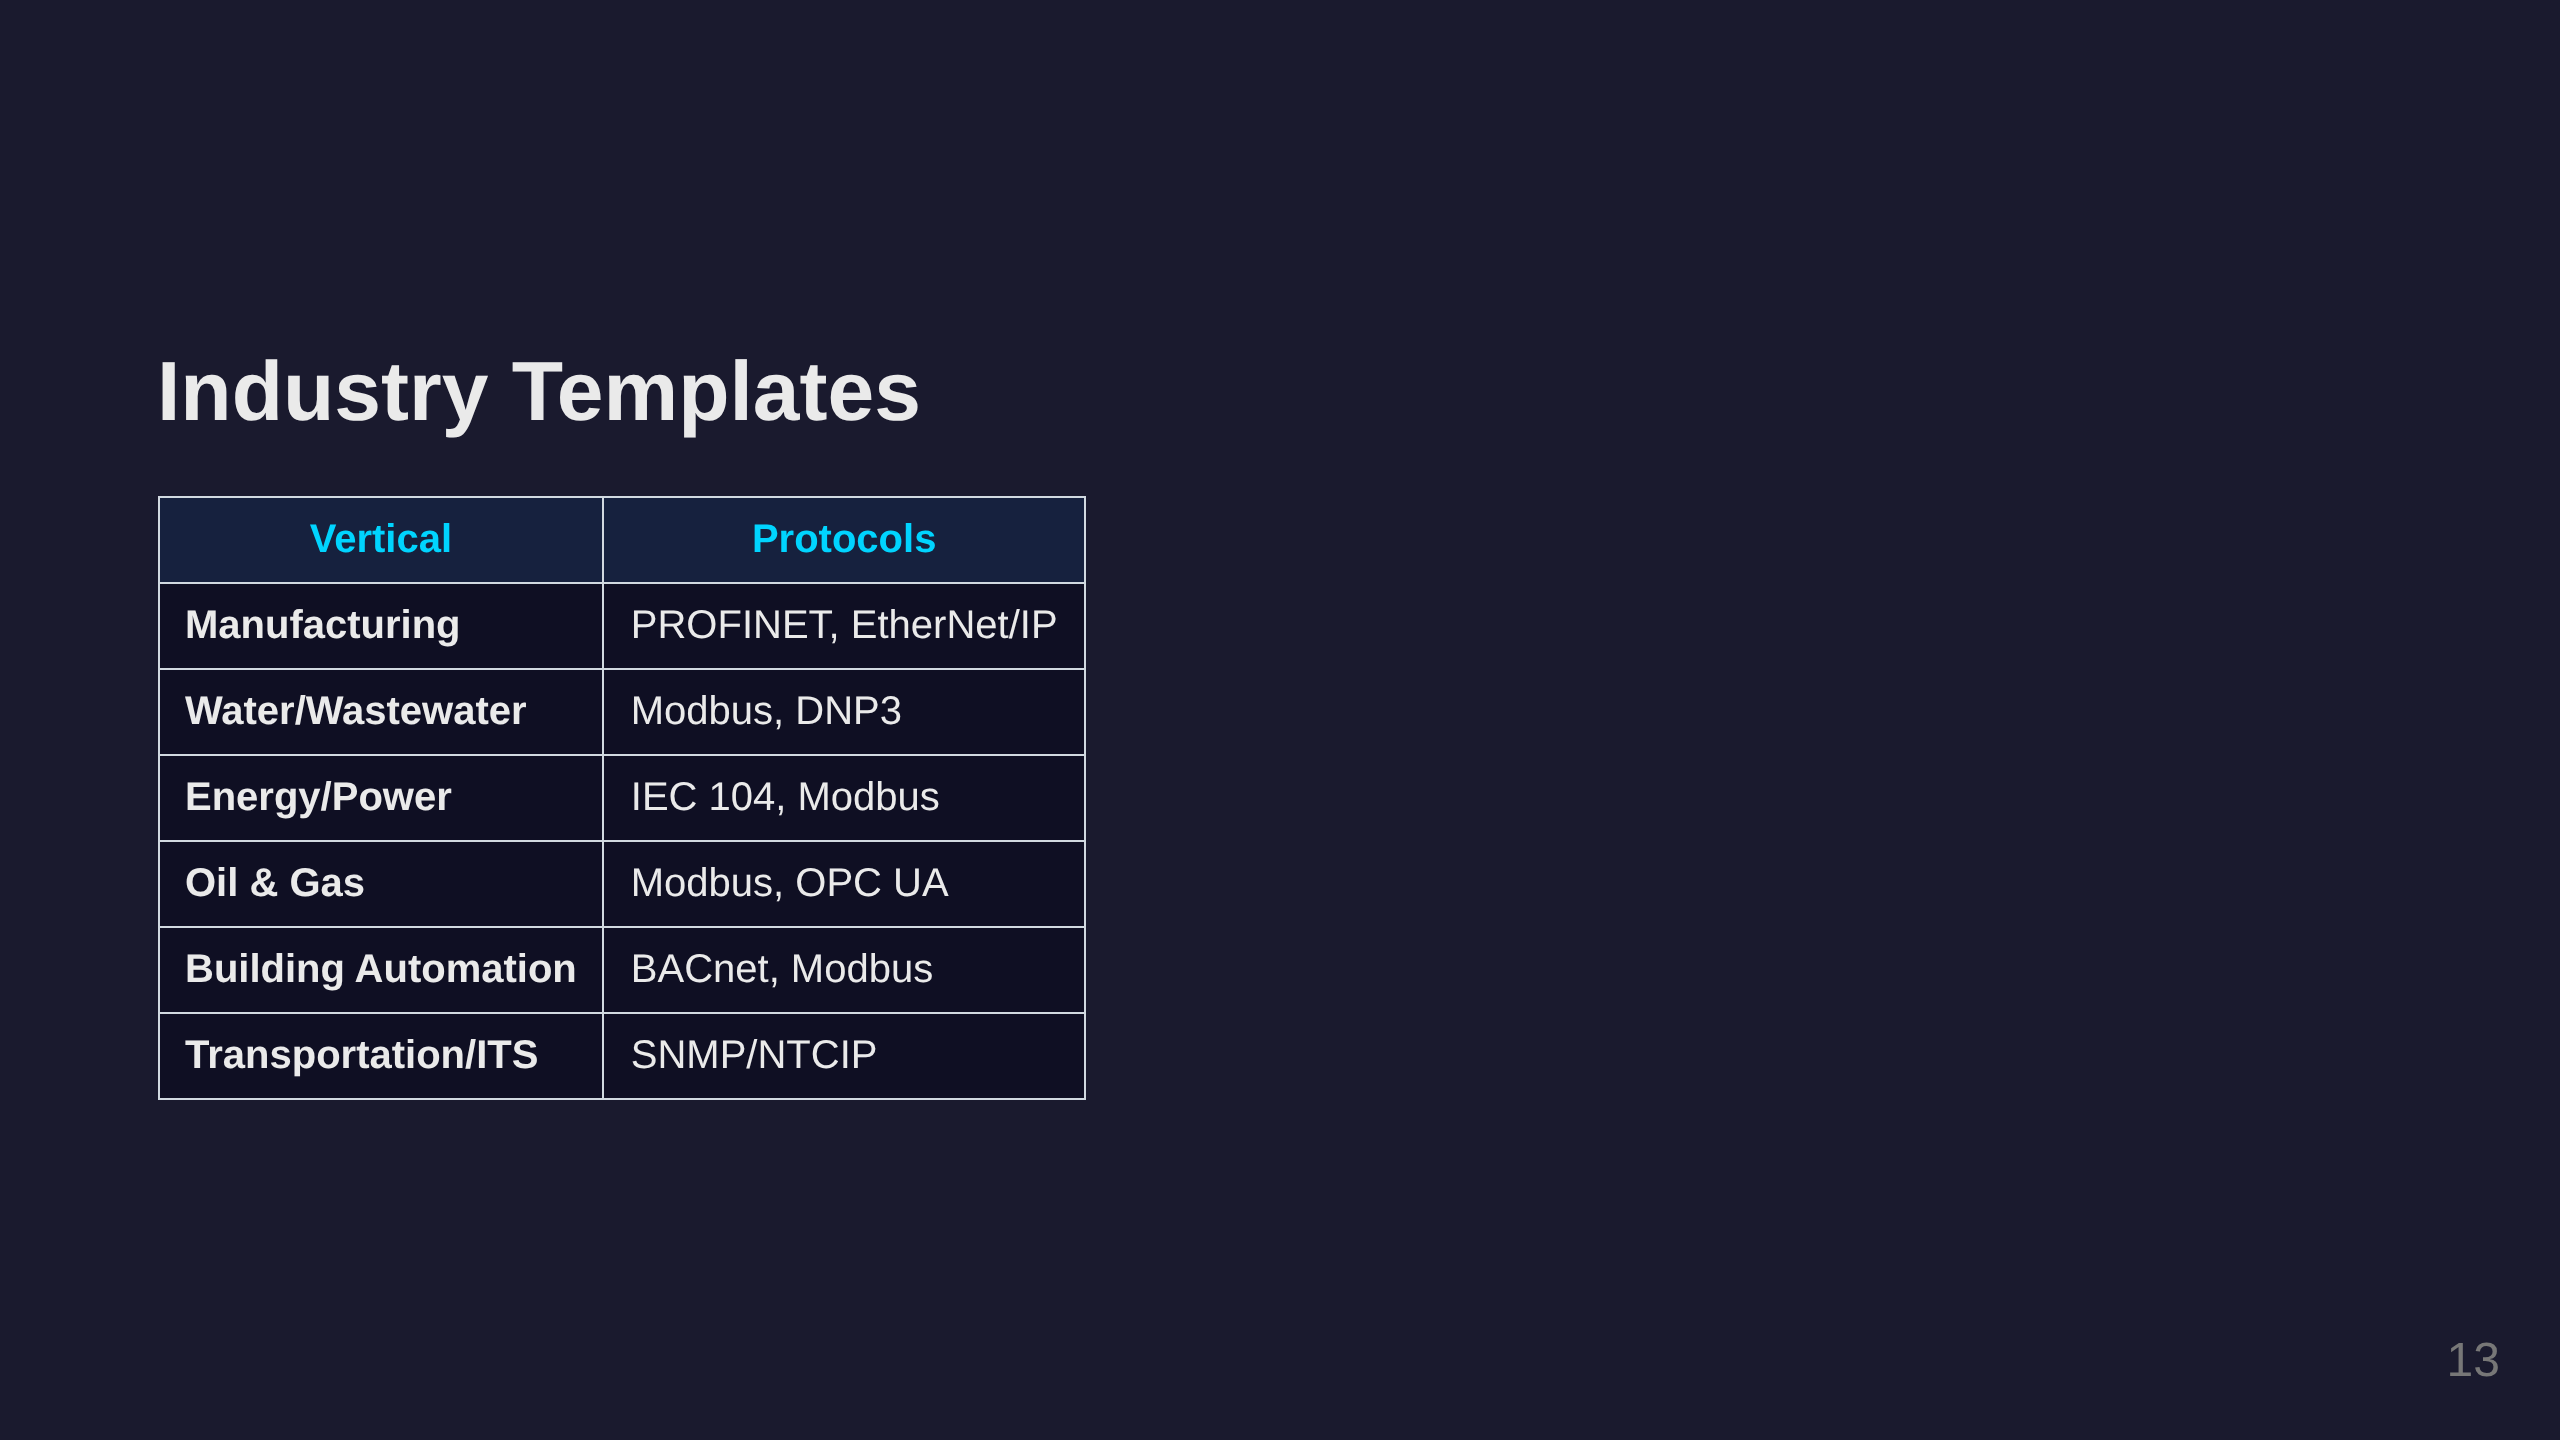 Industry Templates
Vertical Protocols
Manufacturing PROFINET, EtherNet/IP
Water/Wastewater Modbus, DNP3
Energy/Power IEC 104, Modbus
Oil & Gas Modbus, OPC UA
Building Automation BACnet, Modbus
Transportation/ITS SNMP/NTCIP
13